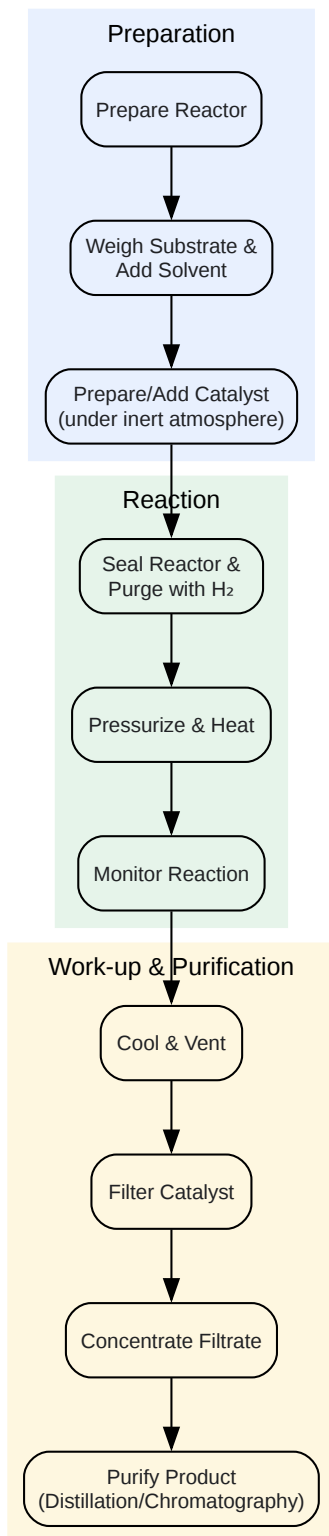 Preparation
Prepare Reactor
Weigh Substrate &
Add Solvent
Prepare/Add Catalyst
(under inert atmosphere)
Reaction
Seal Reactor &
Purge with H₂
Pressurize & Heat
Monitor Reaction
Work-up & Purification
Cool & Vent
Filter Catalyst
Concentrate Filtrate
Purify Product
(Distillation/Chromatography)